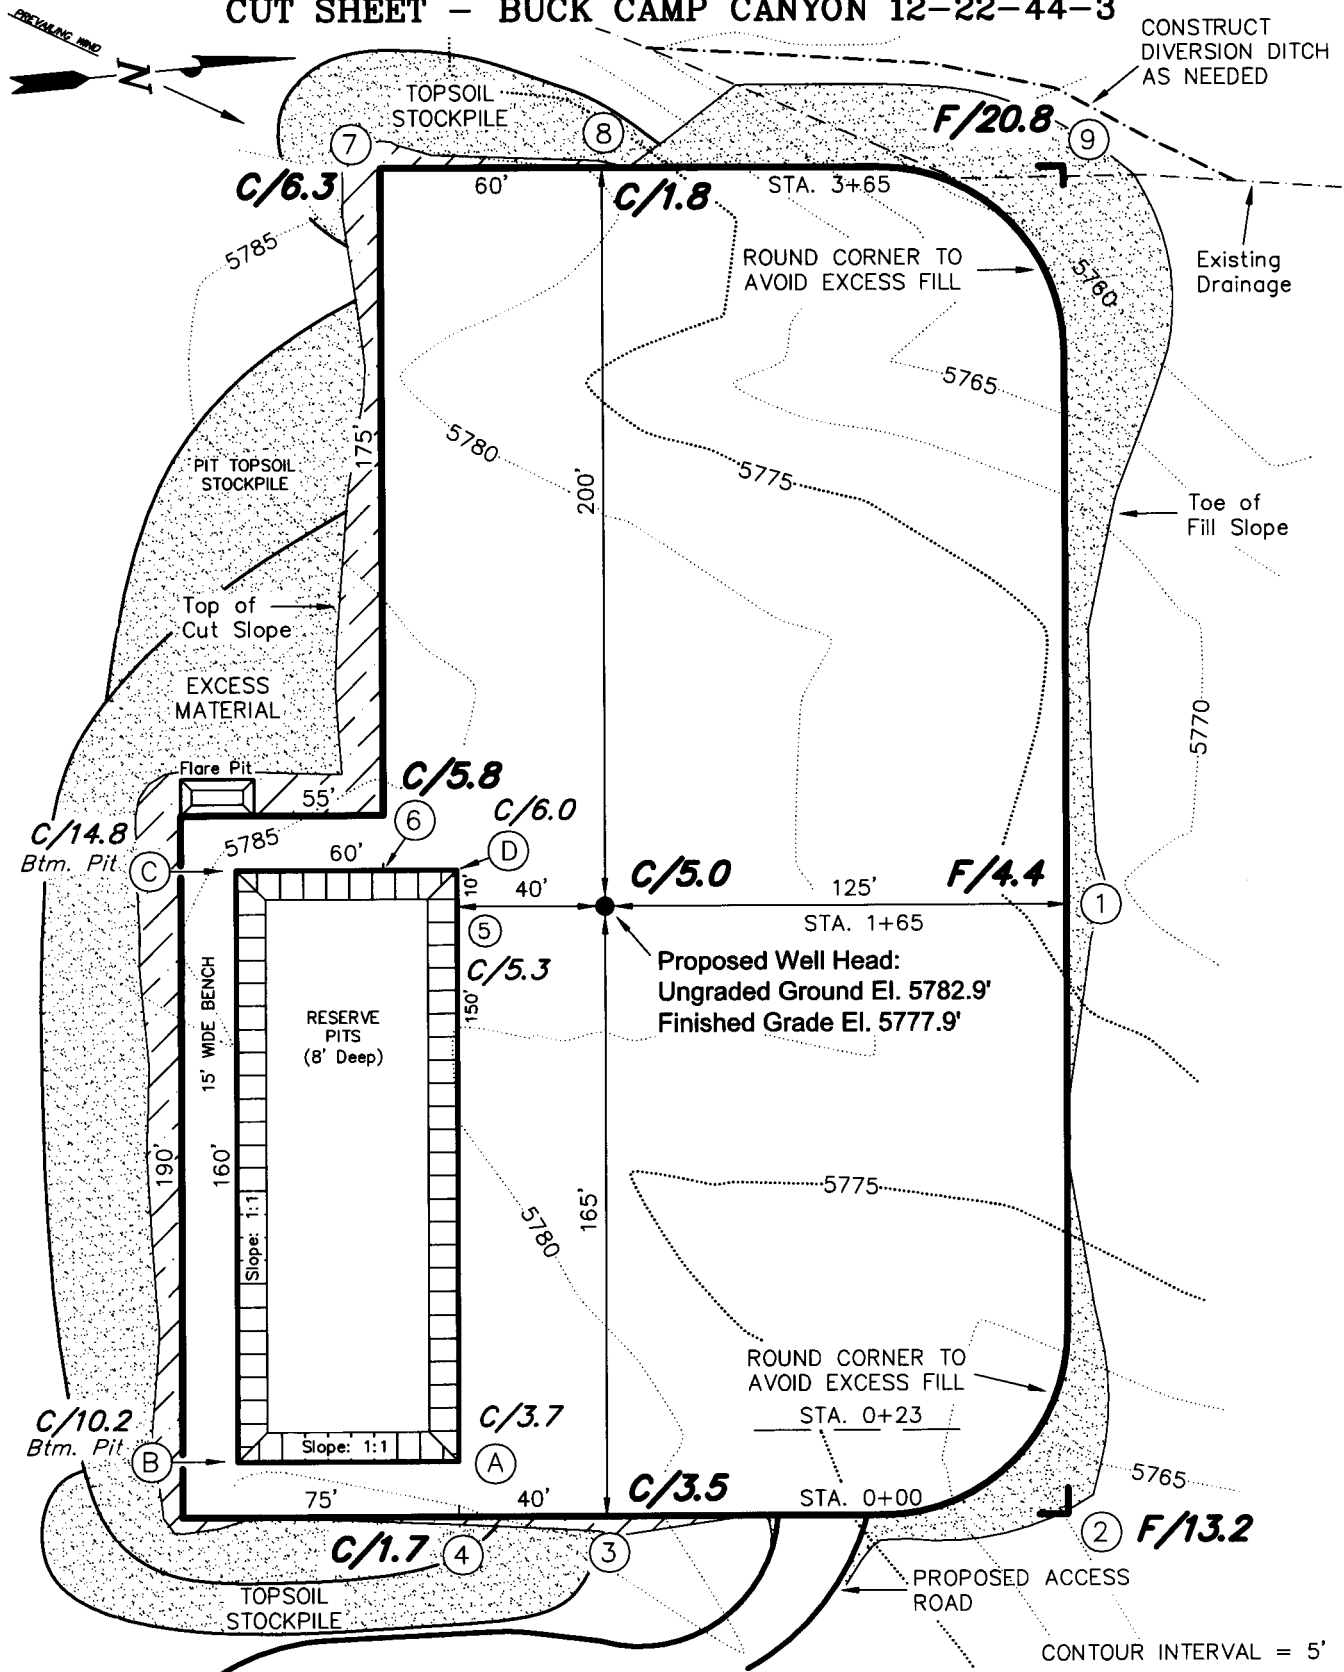 CUT SHEET – BUCK CAMP CANYON 12–22–44–3
PREVAILING WIND
N
CONSTRUCT
DIVERSION DITCH
AS NEEDED
TOPSOIL
STOCKPILE
8
F/20.8
9
7
C/6.3
60'
C/1.8
STA. 3+65
5785
ROUND CORNER TO
AVOID EXCESS FILL
5760
Existing
Drainage
5765
175'
5780
PIT TOPSOIL
STOCKPILE
5775
200'
Toe of
Fill Slope
Top of
Cut Slope
EXCESS
MATERIAL
5770
Flare Pit
55'
C/5.8
6
C/6.0
D
C/14.8
Btm. Pit
C
5785
60'
10'
40'
C/5.0
125'
F/4.4
1
5
STA. 1+65
C/5.3
150'
Proposed Well Head:
Ungraded Ground El. 5782.9'
Finished Grade El. 5777.9'
15' WIDE BENCH
RESERVE
PITS
(8' Deep)
190'
160'
Slope: 1:1
165'
5780
5775
ROUND CORNER TO
AVOID EXCESS FILL
STA. 0+23
C/10.2
Btm. Pit
B
C/3.7
Slope: 1:1
A
75'
40'
C/3.5
STA. 0+00
5765
C/1.7
4
3
2
F/13.2
TOPSOIL
STOCKPILE
PROPOSED ACCESS
ROAD
CONTOUR INTERVAL = 5'